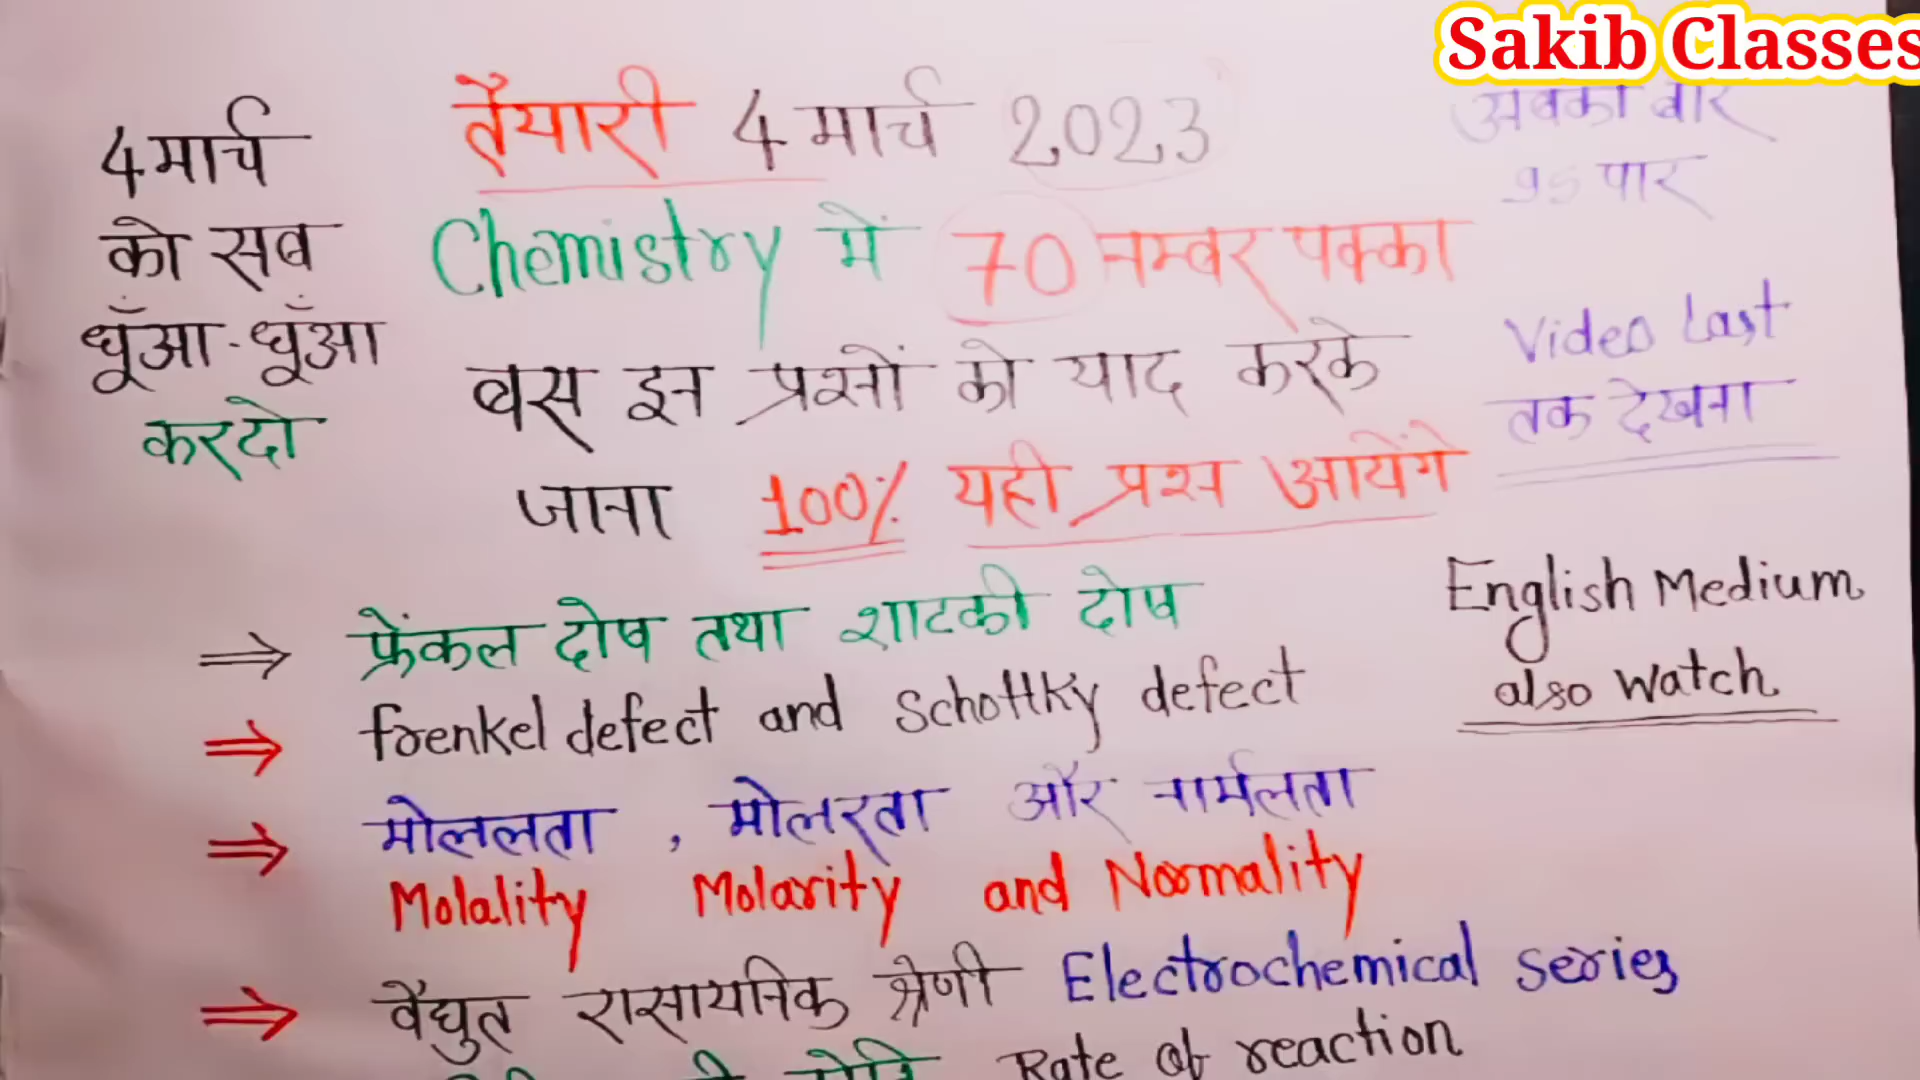 Sakib Classes
तैयारी 4 मार्च 2023
Chemistry में 70 नम्बर पक्का
बस इन प्रश्नों को याद करके
जाना 100% यही प्रश्न आयेंगे
4 मार्च
को सब
धूँआ-धूँआ
करदो
अबका बार
95 पार
Video Last
तक देखना
English Medium
also watch
⇒ फ्रेंकल दोष तथा शाटकी दोष
⇒ frenkel defect and Schottky defect
⇒ मोललता , मोलरता और नार्मलता
Molality Molarity and Normality
⇒ वैद्युत रासायनिक श्रेणी Electrochemical series
Rate of reaction